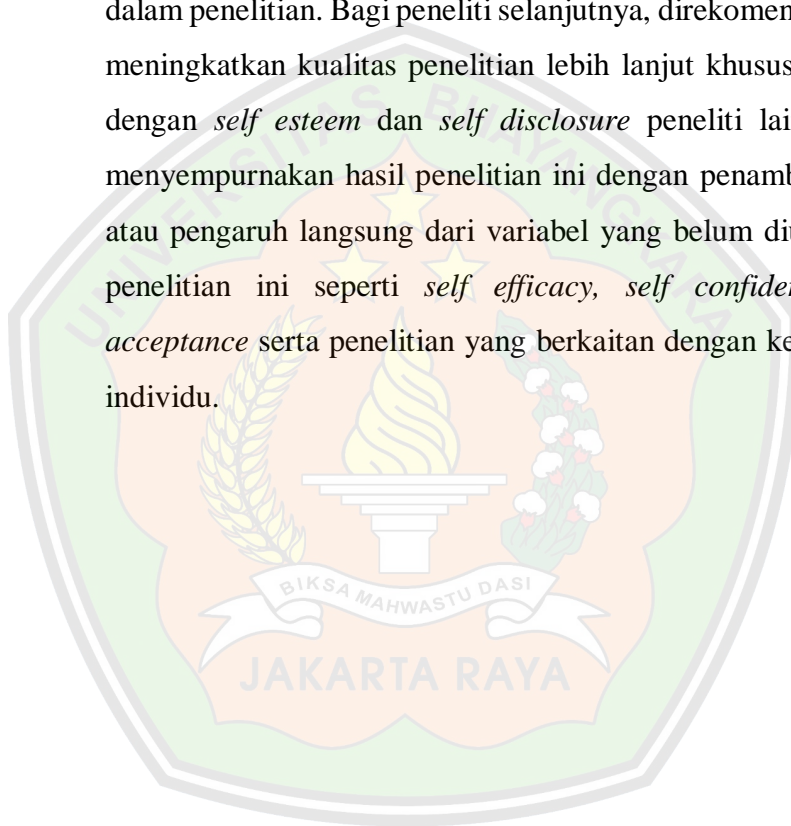 dalam penelitian. Bagi peneliti selanjutnya, direkomen
meningkatkan kualitas penelitian lebih lanjut khusus
dengan self esteem dan self disclosure peneliti lai
menyempurnakan hasil penelitian ini dengan penamb
atau pengaruh langsung dari variabel yang belum di
penelitian ini seperti self efficacy, self confide
acceptance serta penelitian yang berkaitan dengan ke
individu.
UNIVERSITAS BHAYANGKARA
BIKSA MAHWASTU DASI
JAKARTA RAYA